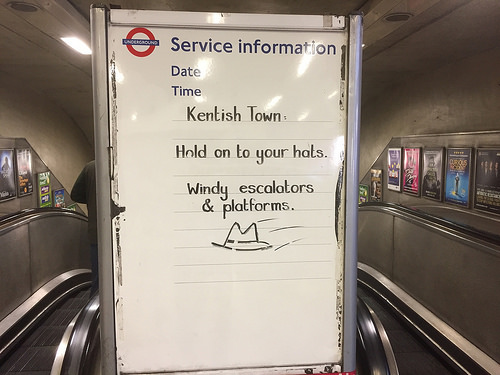 UNDERGROUND
Service information
Date
Time
Kentish Town:
Hold on to your hats.
Windy escalators
& platforms.